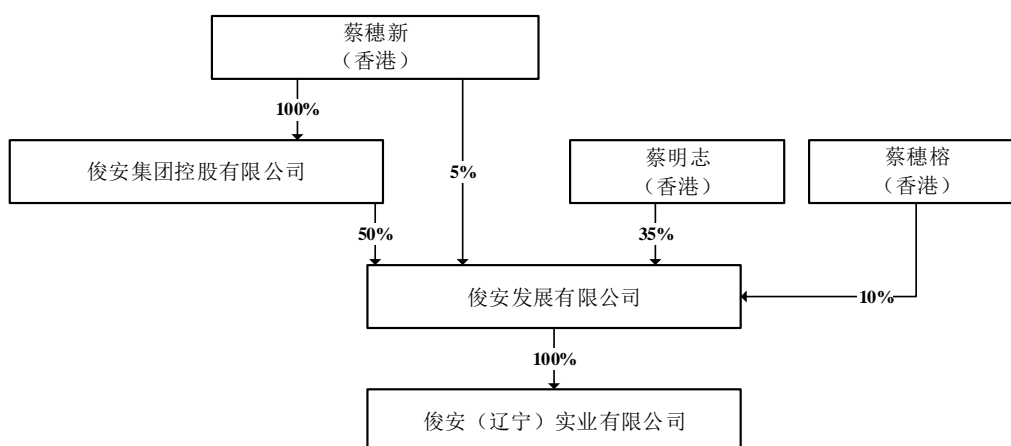 蔡穗新
（香港）
100%
俊安集团控股有限公司
5%
蔡明志
（香港）
蔡穗榕
（香港）
50%
35%
俊安发展有限公司
10%
100%
俊安（辽宁）实业有限公司